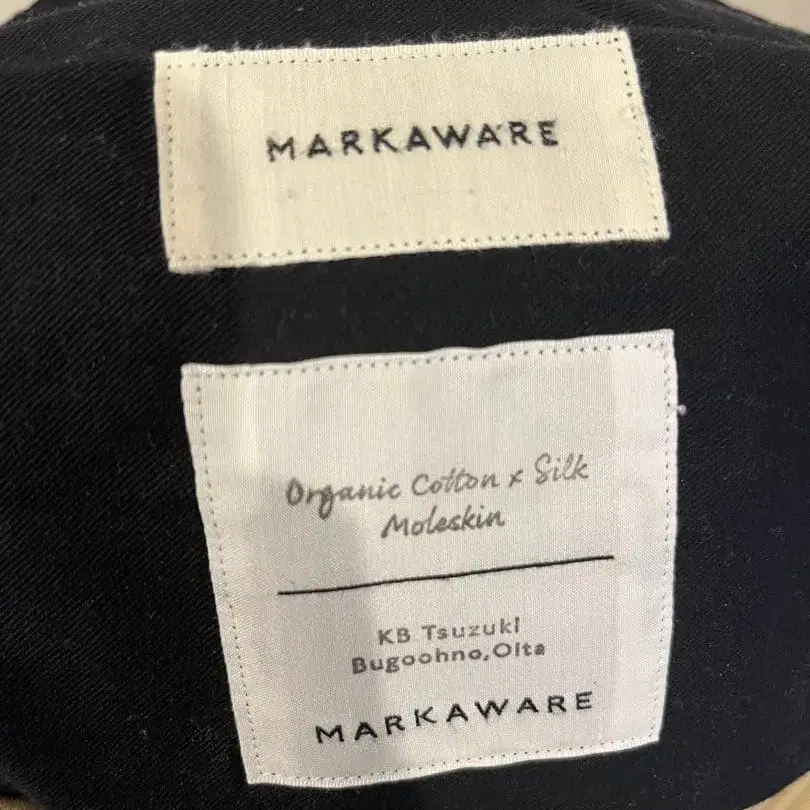 MARKAWARE
Organic Cotton x Silk
Moleskin
KB Tsuzuki
Bugoohno,Oita
MARKAWARE